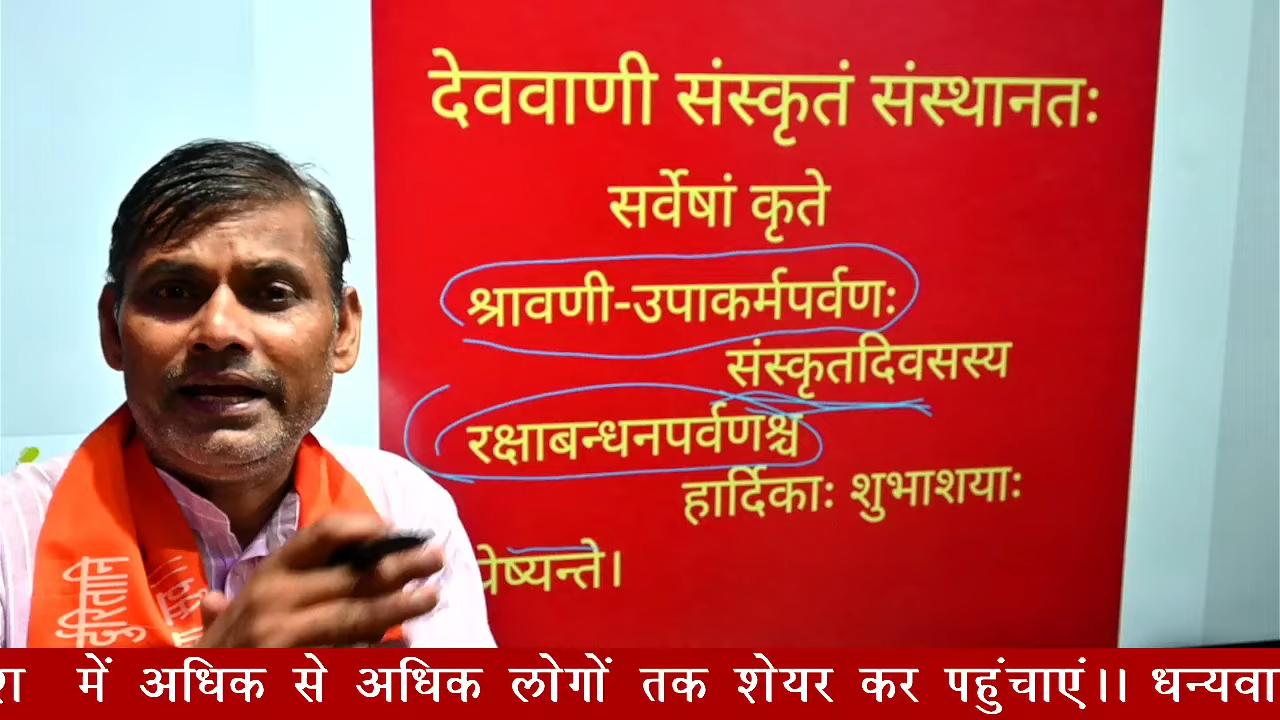 देववाणी संस्कृतं संस्थानतः
सर्वेषां कृते
श्रावणी-उपाकर्मपर्वणः
संस्कृतदिवसस्य
रक्षाबन्धनपर्वणश्च
हार्दिकाः शुभाशयाः
प्रेष्यन्ते।
दुरितानि
में अधिक से अधिक लोगों तक शेयर कर पहुंचाएं।। धन्यवा